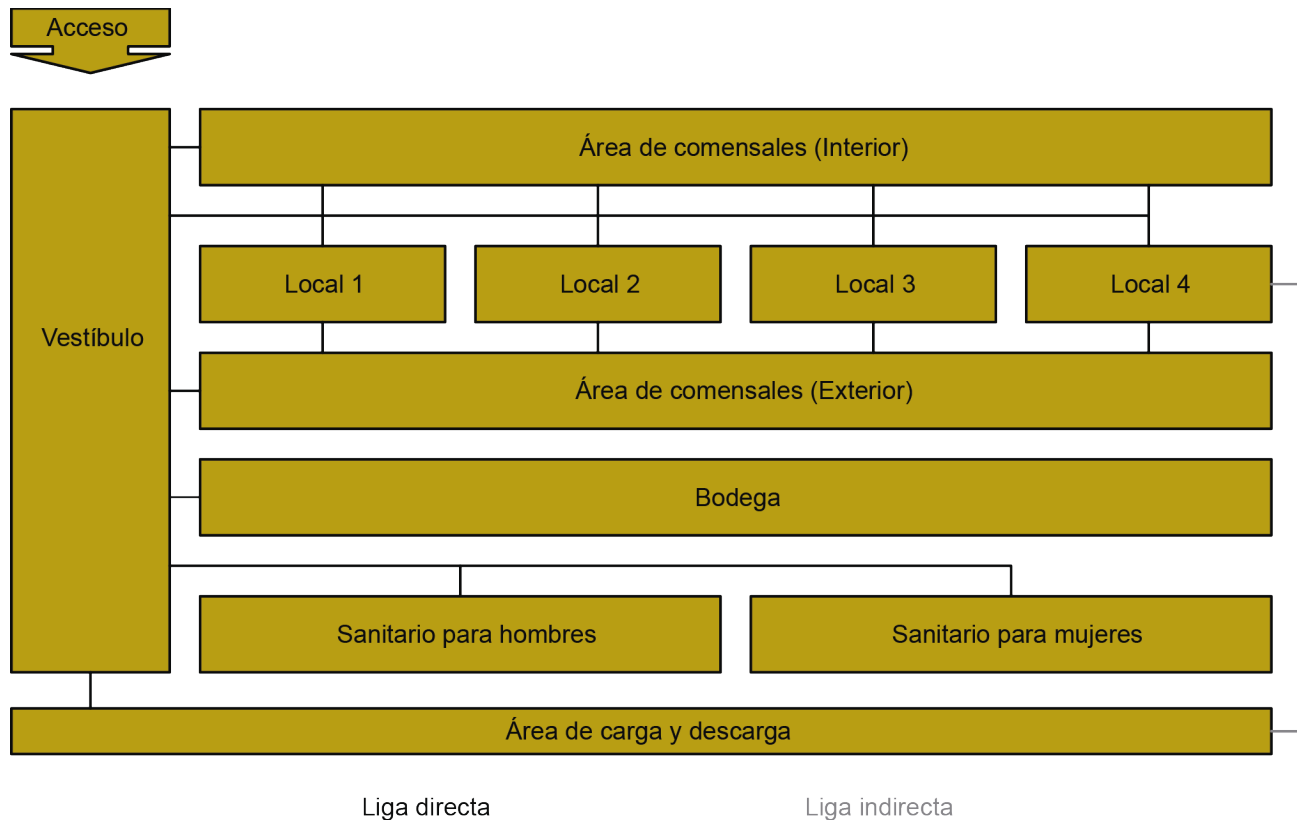 Acceso
Área de comensales (Interior)
Local 1
Local 2
Local 3
Local 4
Vestíbulo
Área de comensales (Exterior)
Bodega
Sanitario para hombres
Sanitario para mujeres
Área de carga y descarga
Liga directa
Liga indirecta